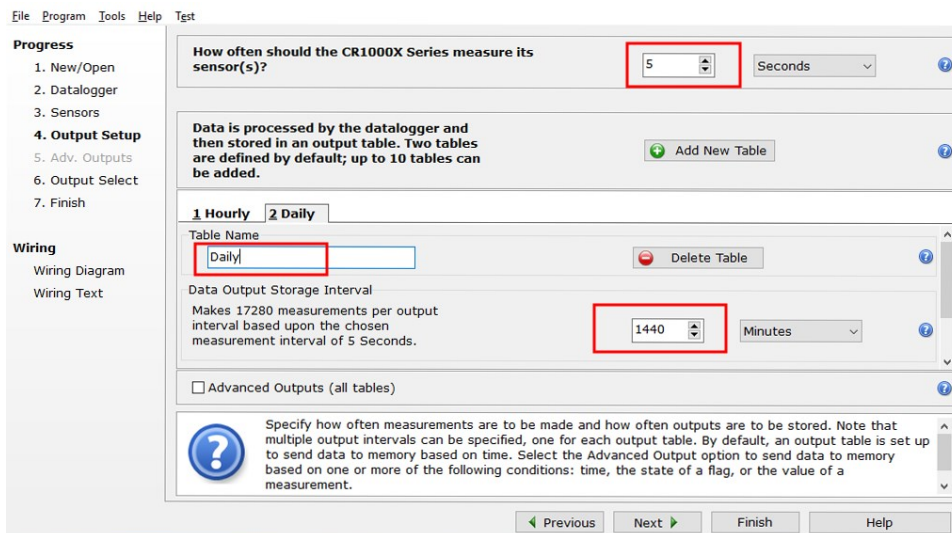 File Program Tools Help Test
Progress
1. New/Open
2. Datalogger
3. Sensors
4. Output Setup
5. Adv. Outputs
6. Output Select
7. Finish
Wiring
Wiring Diagram
Wiring Text
How often should the CR1000X Series measure its
sensor(s)?
5
Seconds
Data is processed by the datalogger and
then stored in an output table. Two tables
are defined by default; up to 10 tables can
be added.
Add New Table
1 Hourly 2 Daily
Table Name
Daily
Delete Table
Data Output Storage Interval
Makes 17280 measurements per output
interval based upon the chosen
measurement interval of 5 Seconds.
1440
Minutes
Advanced Outputs (all tables)
Specify how often measurements are to be made and how often outputs are to be stored. Note that
multiple output intervals can be specified, one for each output table. By default, an output table is set up
to send data to memory based on time. Select the Advanced Output option to send data to memory
based on one or more of the following conditions: time, the state of a flag, or the value of a
measurement.
Previous Next Finish Help